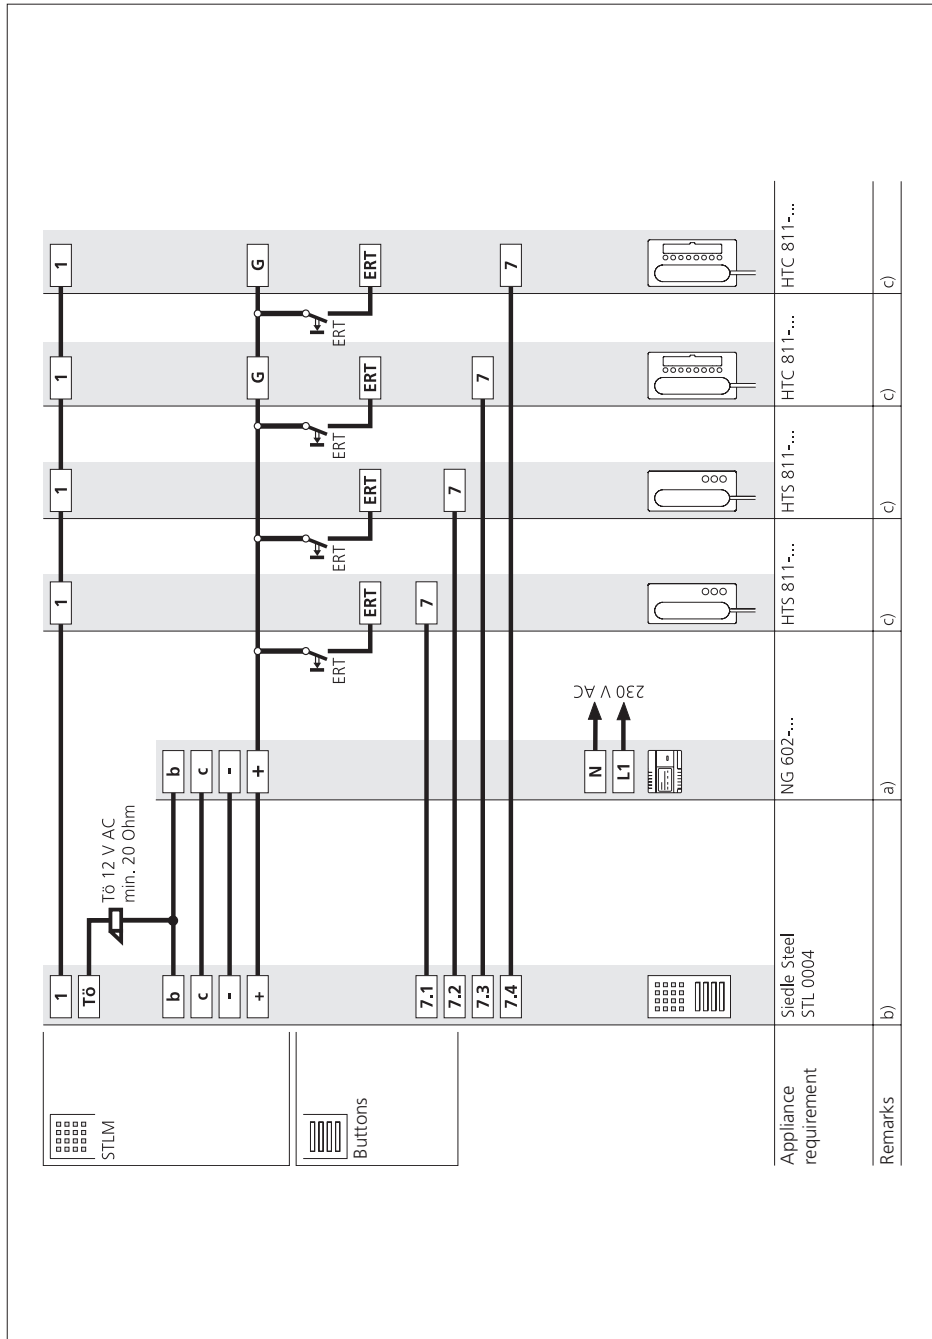 STLM
Buttons
Appliance
requirement
Remarks
1
Tö
b
c
-
+
7.1
7.2
7.3
7.4
Siedle Steel
STL 0004
b)
Tö 12 V AC
min. 20 Ohm
b
c
-
+
N
L1
230 V AC
NG 602-...
a)
ERT
1
ERT
7
HTS 811-...
c)
ERT
1
ERT
7
HTS 811-...
c)
ERT
1
G
ERT
7
HTC 811-...
c)
ERT
1
G
ERT
7
HTC 811-...
c)